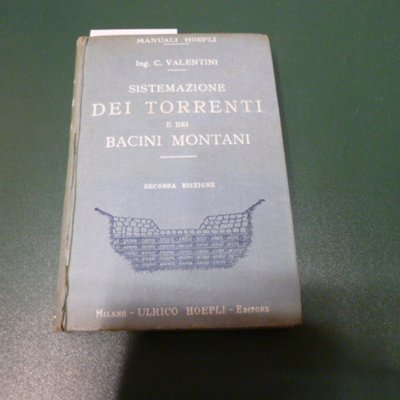 MANUALI HOEPLI
Ing. C. VALENTINI
SISTEMAZIONE
DEI TORRENTI
E DEI
BACINI MONTANI
SECONDA EDIZIONE
MILANO - ULRICO HOEPLI - EDITORE